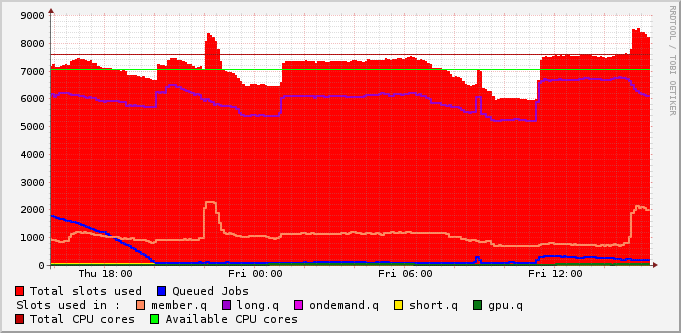 9000
8000
7000
6000
5000
4000
3000
2000
1000
0
Thu 18:00 Fri 00:00 Fri 06:00 Fri 12:00
RRDTOOL / TOBI OETIKER
Total slots used Queued Jobs
Slots used in : member.q long.q ondemand.q short.q gpu.q
Total CPU cores Available CPU cores